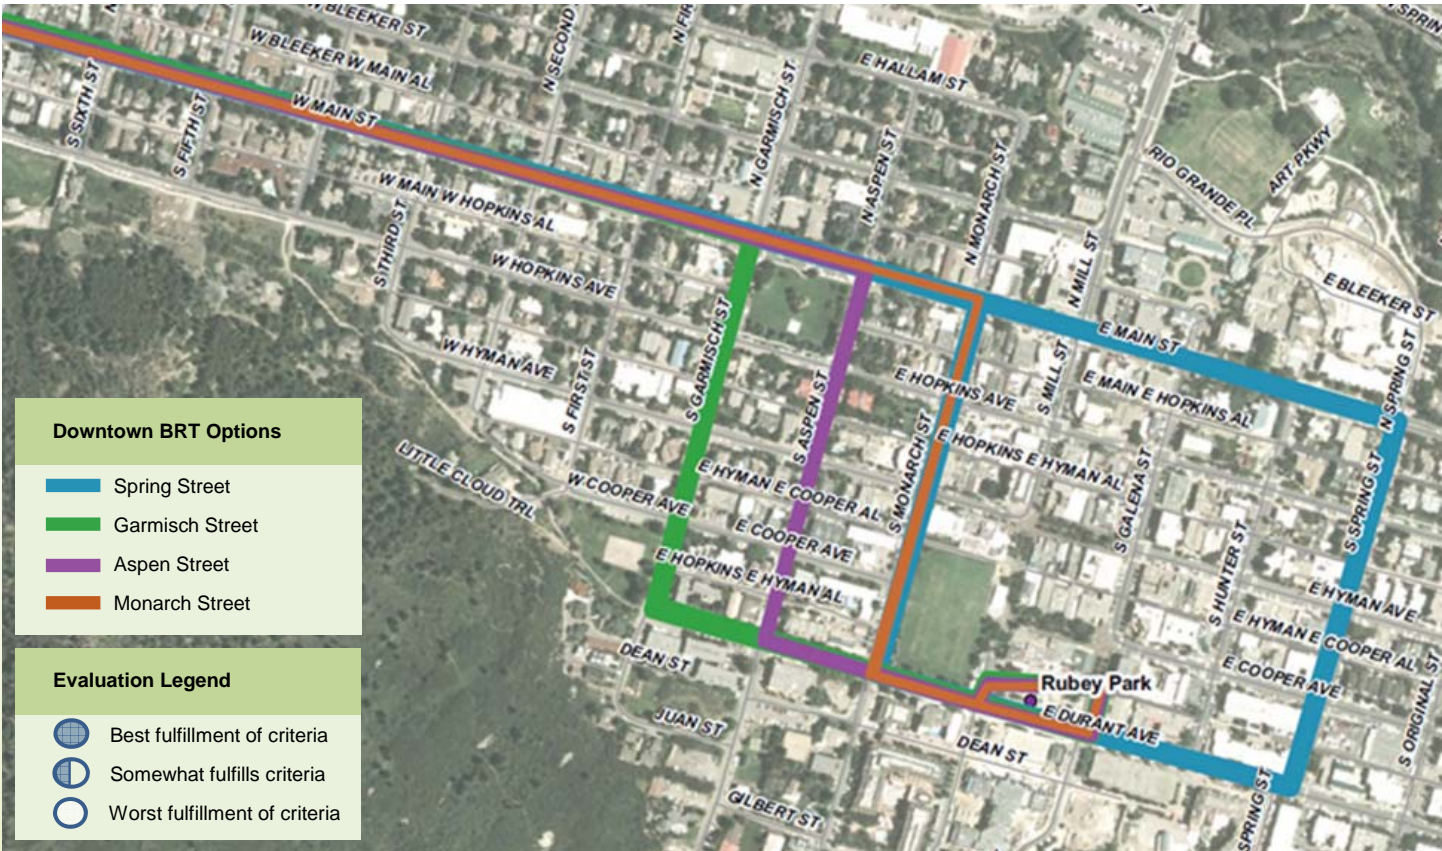 W BLEEKER ST
N SECOND
N FIR
W BLEEKER W MAIN AL
E HALLAM ST
N SPRIN
S SIXTH ST
S FIFTH ST
W MAIN ST
N GARMISCH ST
N ASPEN ST
N MONARCH ST
RIO GRANDE PL
ART PKWY
W MAIN W HOPKINS AL
S THIRD ST
W HOPKINS AVE
N MILL ST
E BLEEKER ST
E MAIN ST
N SPRING ST
W HYMAN AVE
S FIRST ST
S GARMISCH ST
S ASPEN ST
E HOPKINS AVE
S MILL ST
E MAIN E HOPKINS AL
S MONARCH ST
E HOPKINS E HYMAN AL
S GALENA ST
S SPRING ST
LITTLE CLOUD TRL
W COOPER AVE
E HYMAN E COOPER AL
E COOPER AVE
E HOPKINS E HYMAN AL
S HUNTER ST
E HYMAN AVE
E HYMAN E COOPER AL
E COOPER AVE
S ORIGINAL ST
DEAN ST
Rubey Park
E DURANT AVE
JUAN ST
DEAN ST
GILBERT ST
SPRING ST
Downtown BRT Options
Spring Street
Garmisch Street
Aspen Street
Monarch Street
Evaluation Legend
Best fulfillment of criteria
Somewhat fulfills criteria
Worst fulfillment of criteria